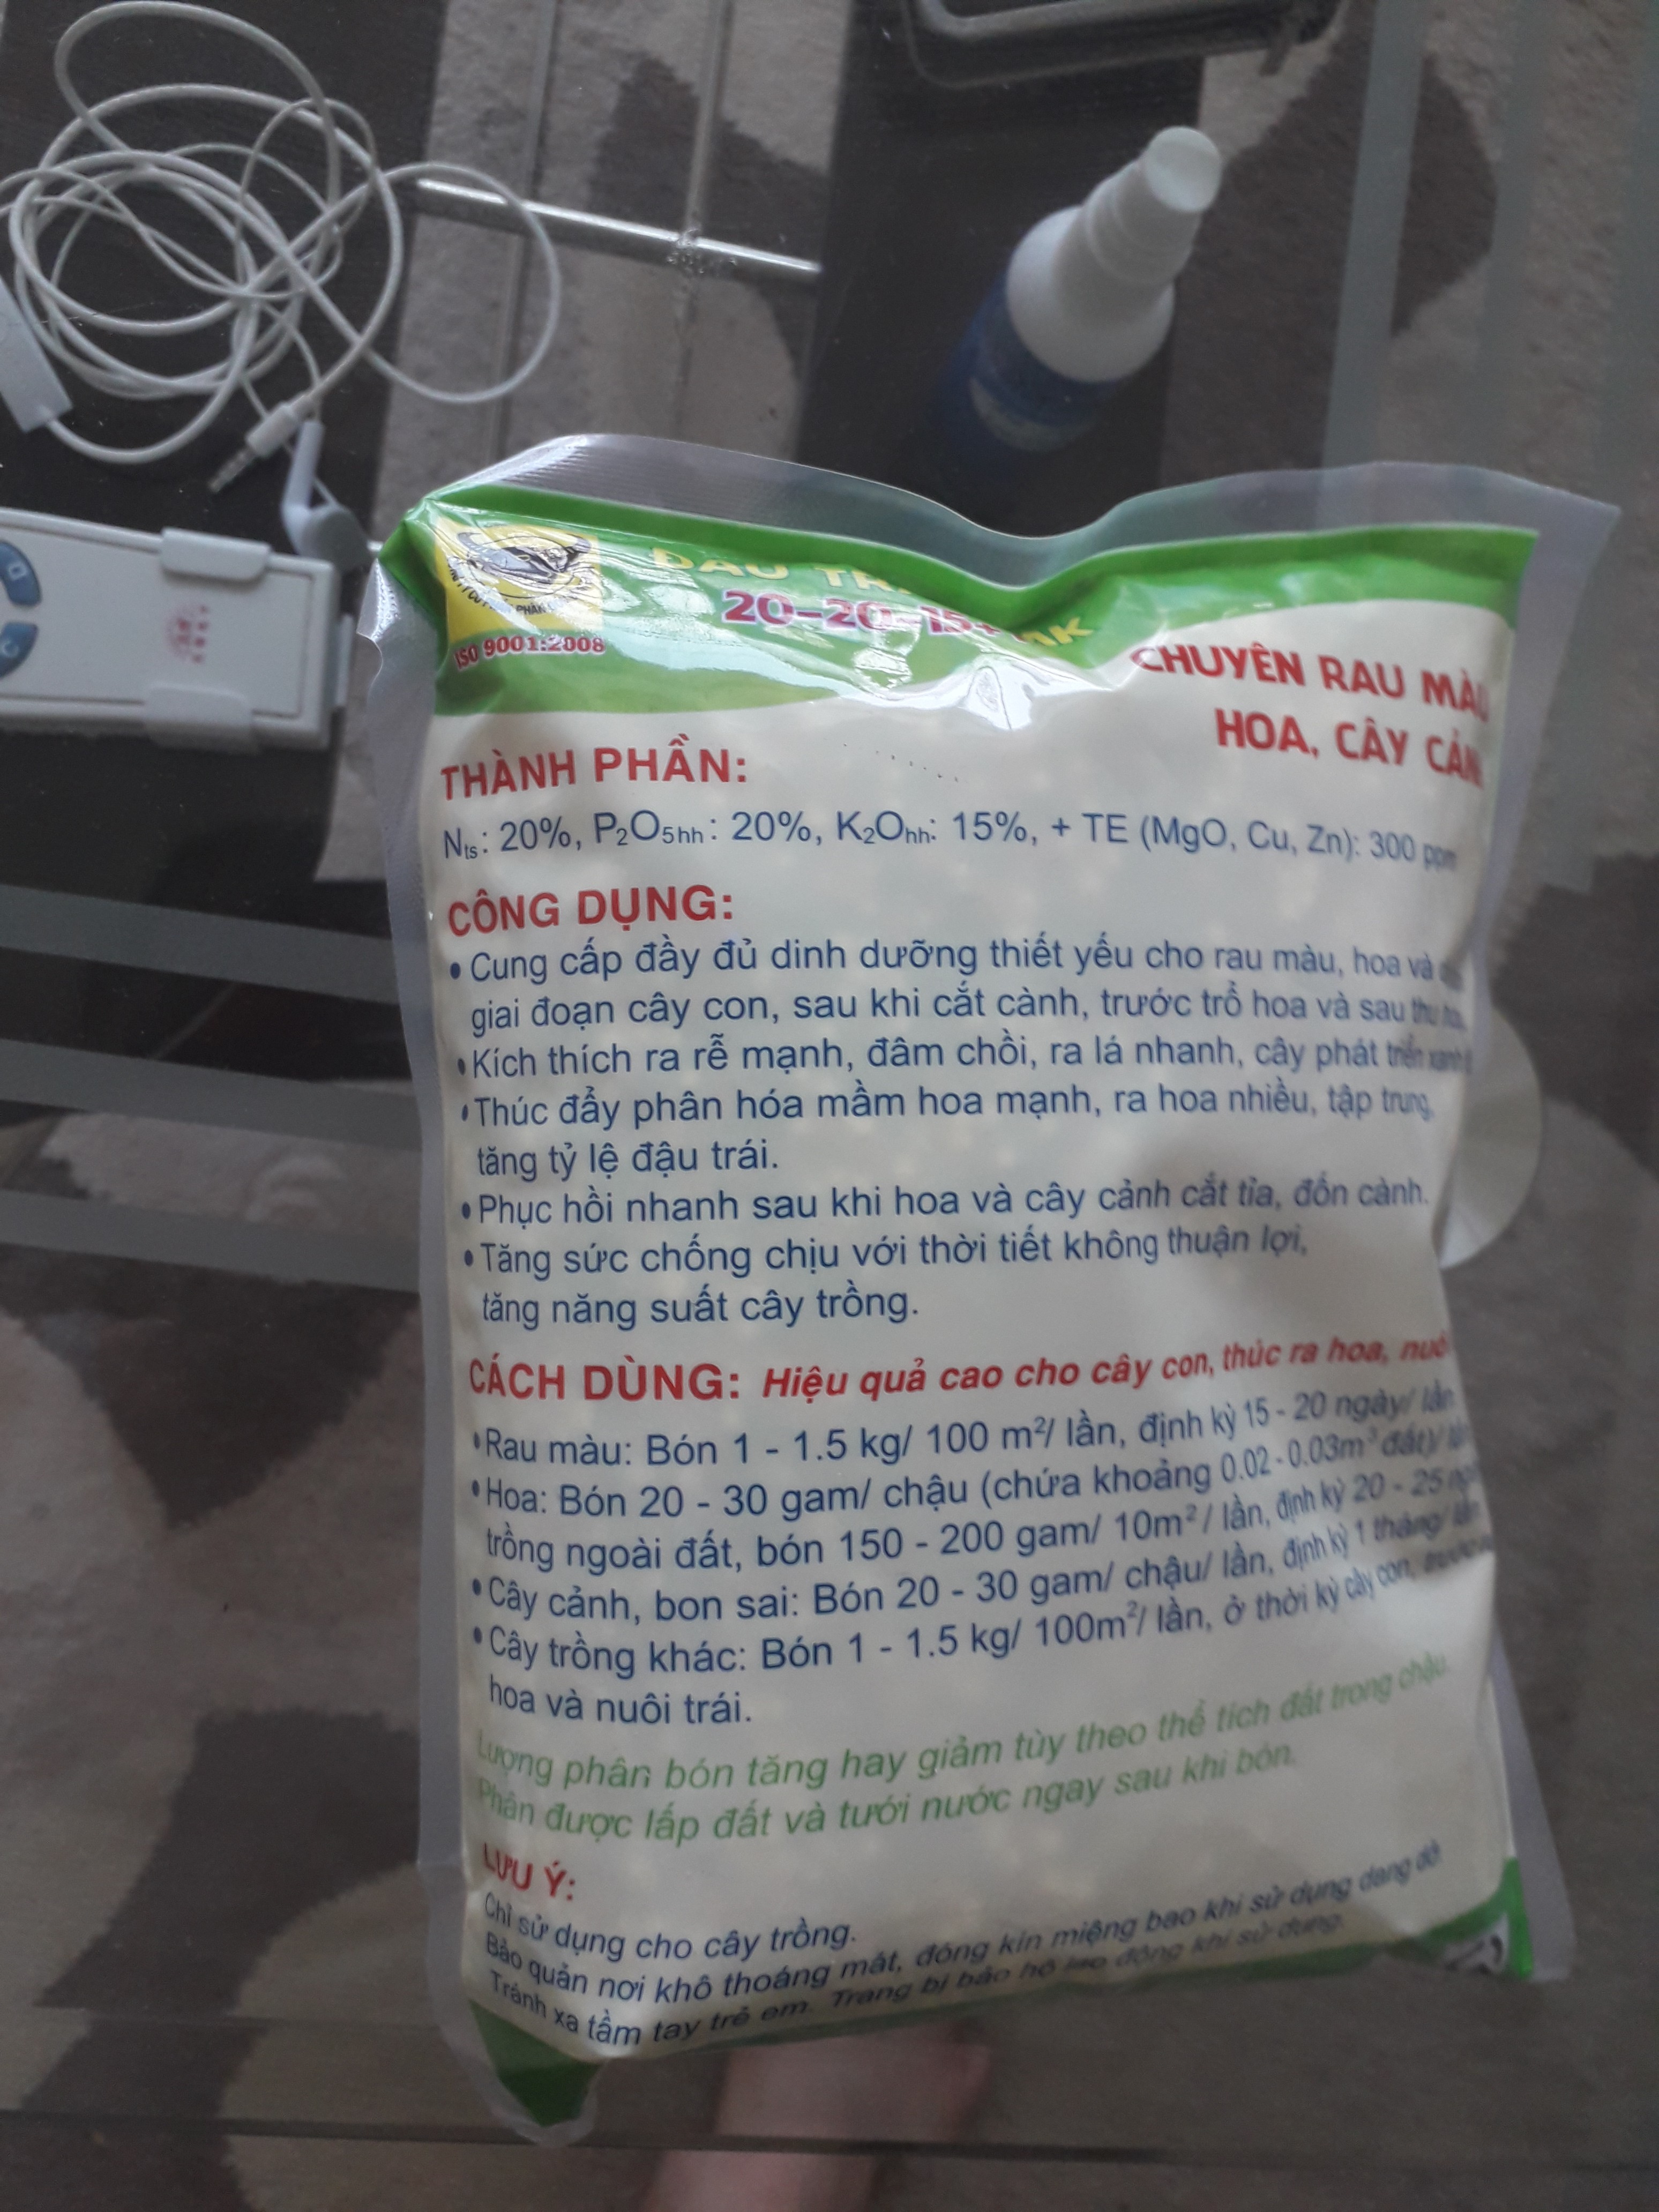 ĐẦU TR
20-20-15+
ISO 9001:2008
CHUYÊN RAU MÀU
HOA, CÂY CẢN
THÀNH PHẦN:
Nts: 20%, P2O5hh: 20%, K2Ohh: 15%, + TE (MgO, Cu, Zn): 300 ppm
CÔNG DỤNG:
• Cung cấp đầy đủ dinh dưỡng thiết yếu cho rau màu, hoa và
giai đoạn cây con, sau khi cắt cành, trước trổ hoa và sau thu
• Kích thích ra rễ mạnh, đâm chồi, ra lá nhanh, cây phát triển xanh
• Thúc đẩy phân hóa mầm hoa mạnh, ra hoa nhiều, tập trung,
tăng tỷ lệ đậu trái.
• Phục hồi nhanh sau khi hoa và cây cảnh cắt tỉa, đốn cành.
• Tăng sức chống chịu với thời tiết không thuận lợi,
tăng năng suất cây trồng.
CÁCH DÙNG: Hiệu quả cao cho cây con, thúc ra hoa, nuôi
• Rau màu: Bón 1 - 1.5 kg/ 100 m²/ lần, định kỳ 15 - 20 ngày/ lần
• Hoa: Bón 20 - 30 gam/ chậu (chứa khoảng 0.02 - 0.03m³ đất)/ lần
trồng ngoài đất, bón 150 - 200 gam/ 10m²/ lần, định kỳ 20 - 25
• Cây cảnh, bon sai: Bón 20 - 30 gam/ chậu/ lần, định kỳ 1 tháng/ lần
• Cây trồng khác: Bón 1 - 1.5 kg/ 100m²/ lần, ở thời kỳ cây con,
hoa và nuôi trái.
Lượng phân bón tăng hay giảm tùy theo thể tích đất trong chậu.
Phân được lấp đất và tưới nước ngay sau khi bón.
LƯU Ý:
Chỉ sử dụng cho cây trồng.
Bảo quản nơi khô thoáng mát, đóng kín miệng bao khi sử dụng dang dở
Tránh xa tầm tay trẻ em. Trang bị bảo hộ lao động khi sử dụng.